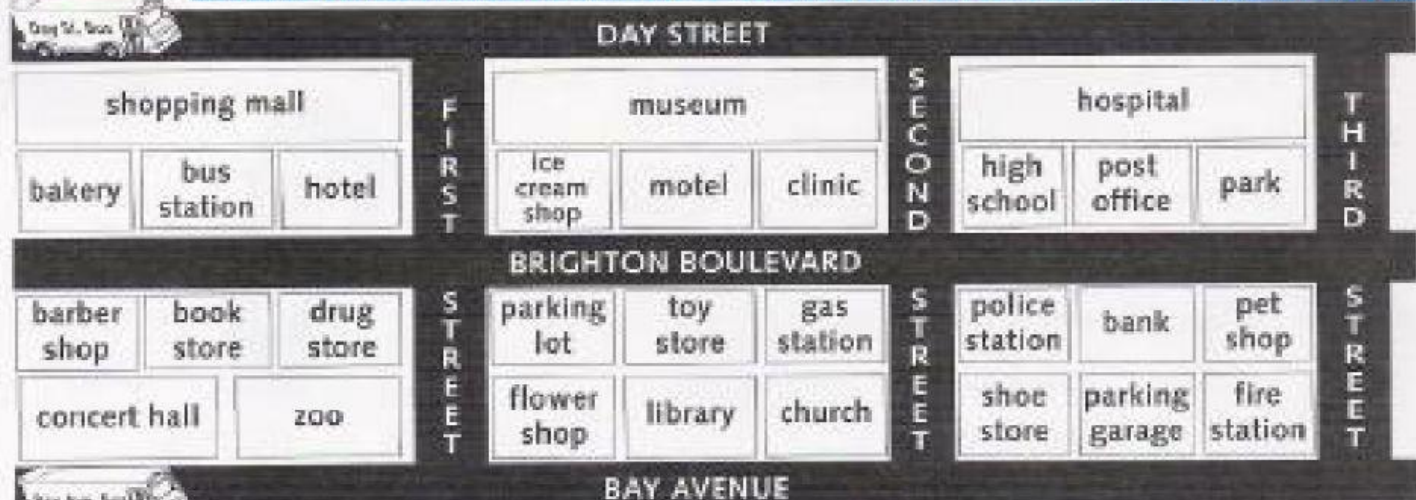 Day St. Bus
DAY STREET
shopping mall
museum
hospital
bakery
bus
station
hotel
ice
cream
shop
motel
clinic
high
school
post
office
park
FIRST
SECOND
THIRD
BRIGHTON BOULEVARD
barber
shop
book
store
drug
store
parking
lot
toy
store
gas
station
police
station
bank
pet
shop
STREET
STREET
STREET
concert hall
zoo
flower
shop
library
church
shoe
store
parking
garage
fire
station
BAY AVENUE